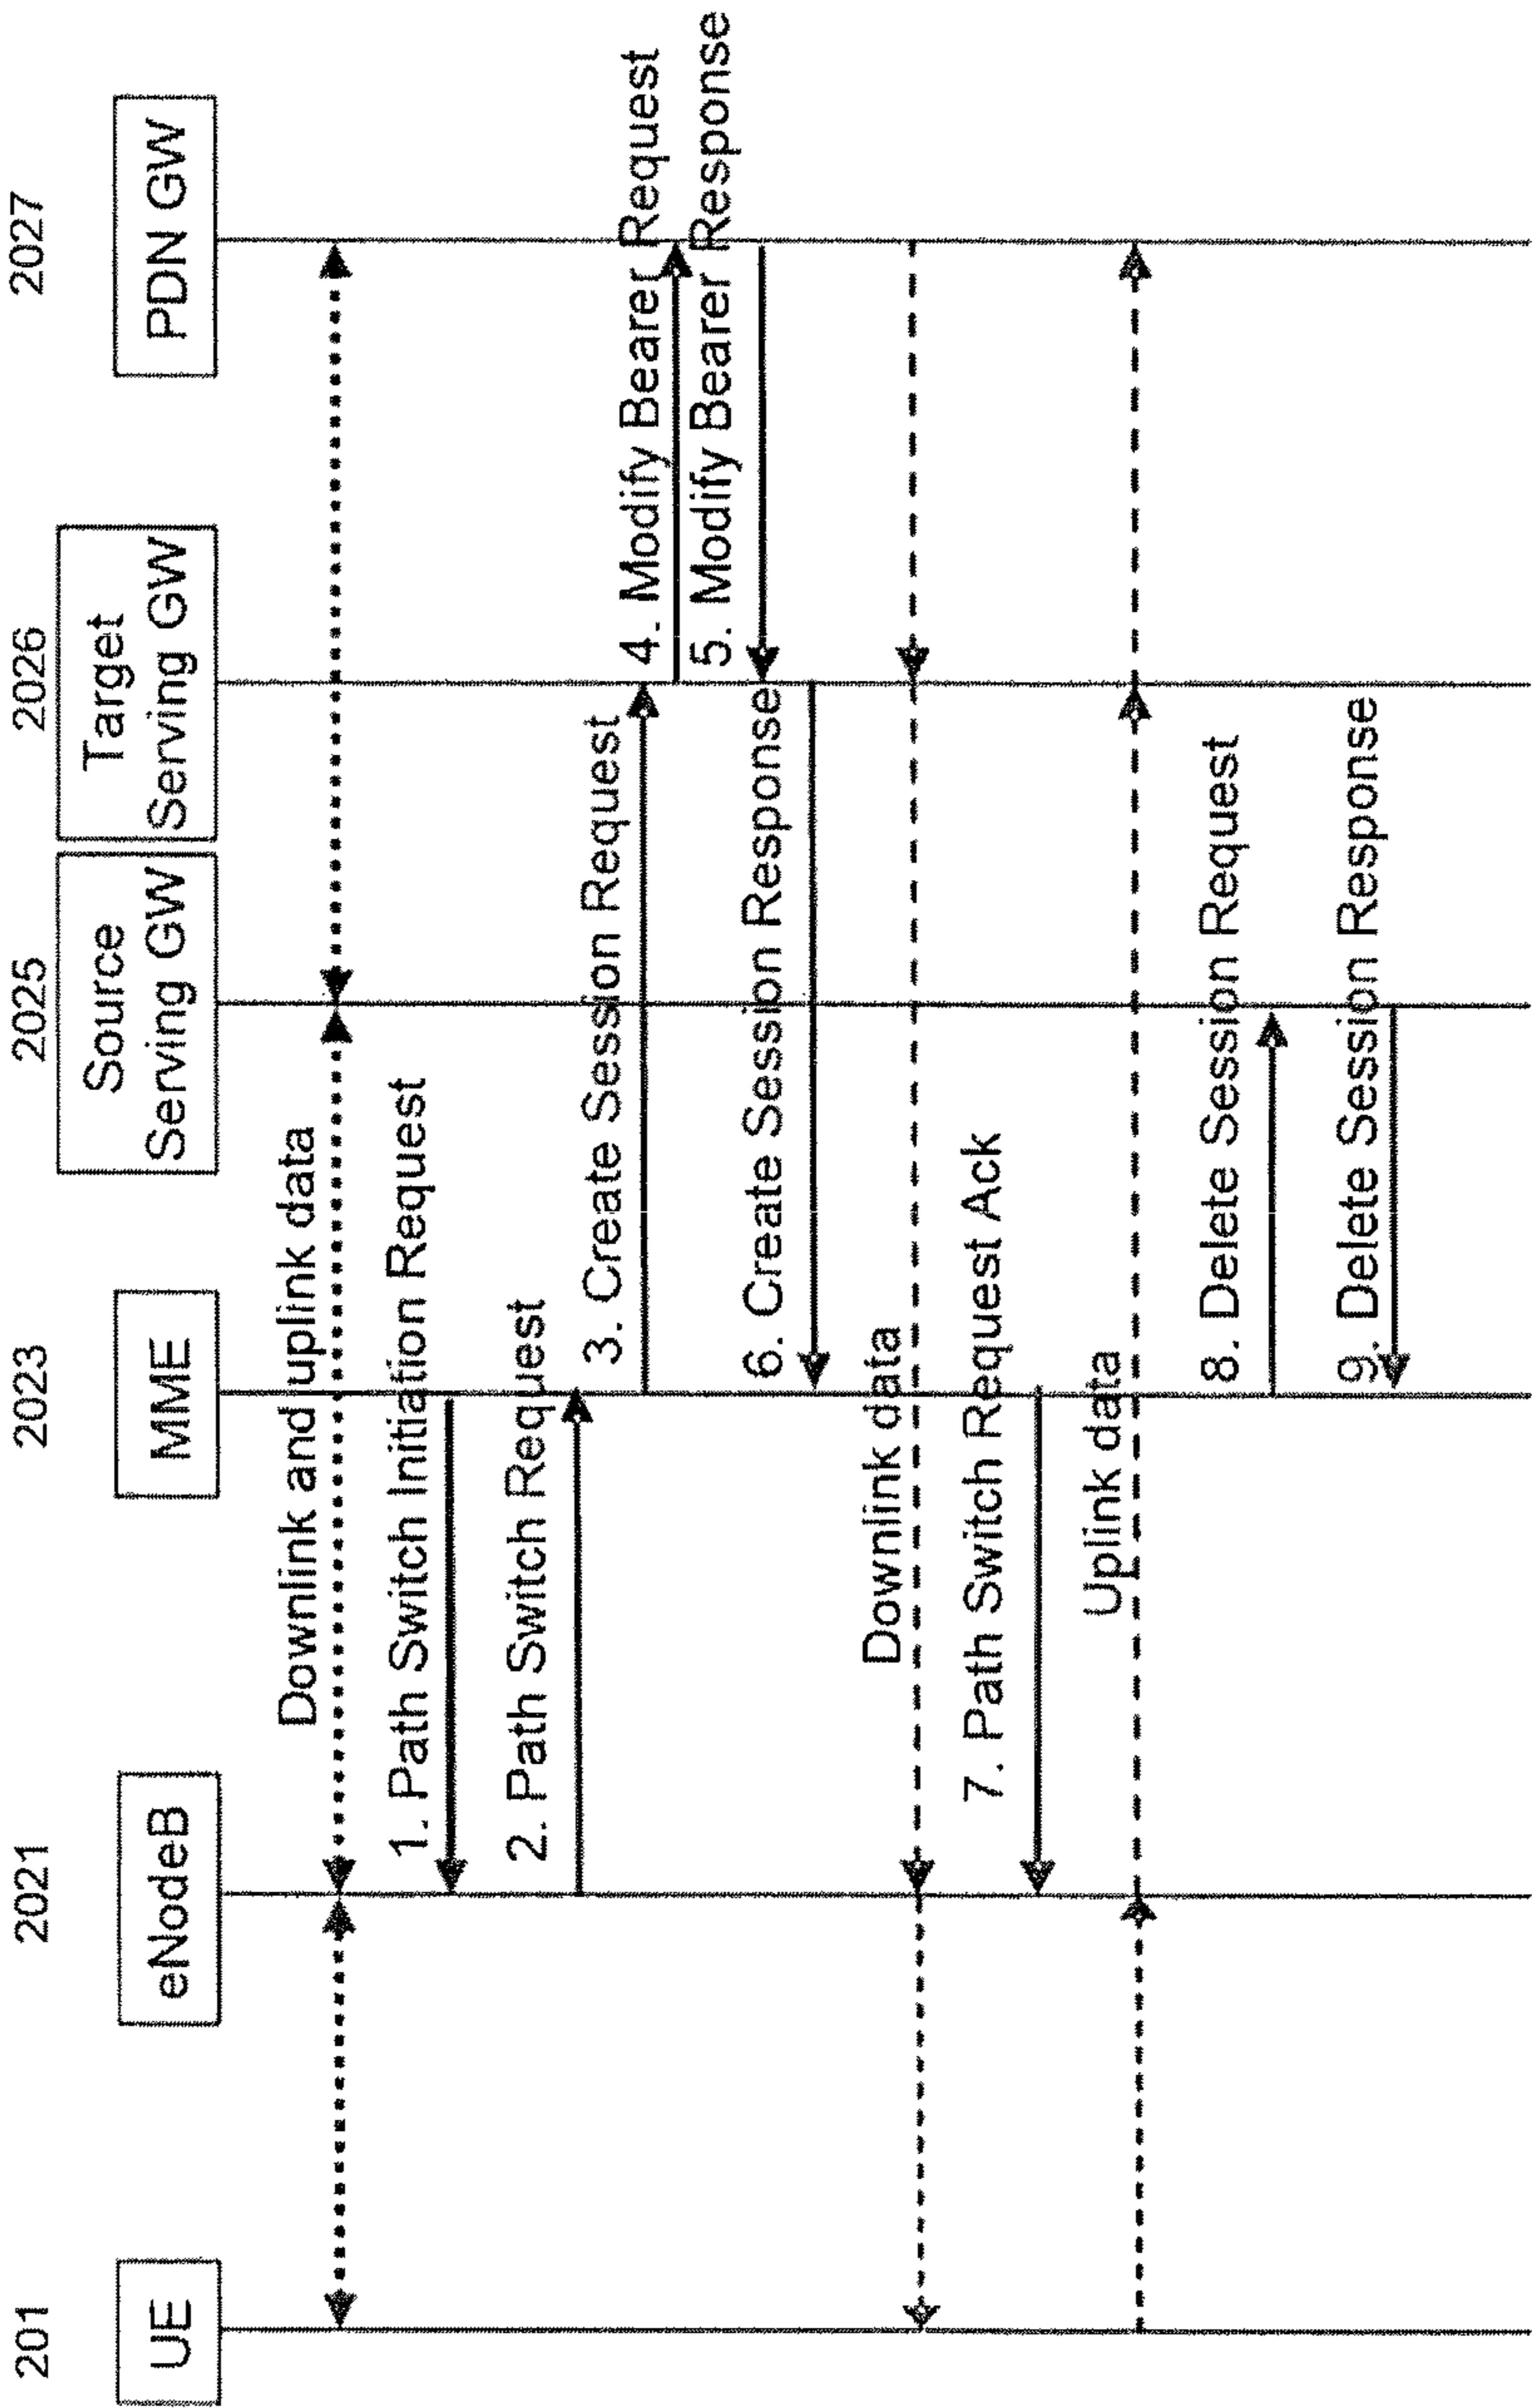 201
2021
2023
2025
2026
2027
UE
eNodeB
MME
Source
Serving GW
Target
Serving GW
PDN GW
Downlink and uplink data
1. Path Switch Initiation Request
2. Path Switch Request
3. Create Session Request
4. Modify Bearer Request
5. Modify Bearer Response
6. Create Session Response
Downlink data
7. Path Switch Request Ack
Uplink data
8. Delete Session Request
9. Delete Session Response